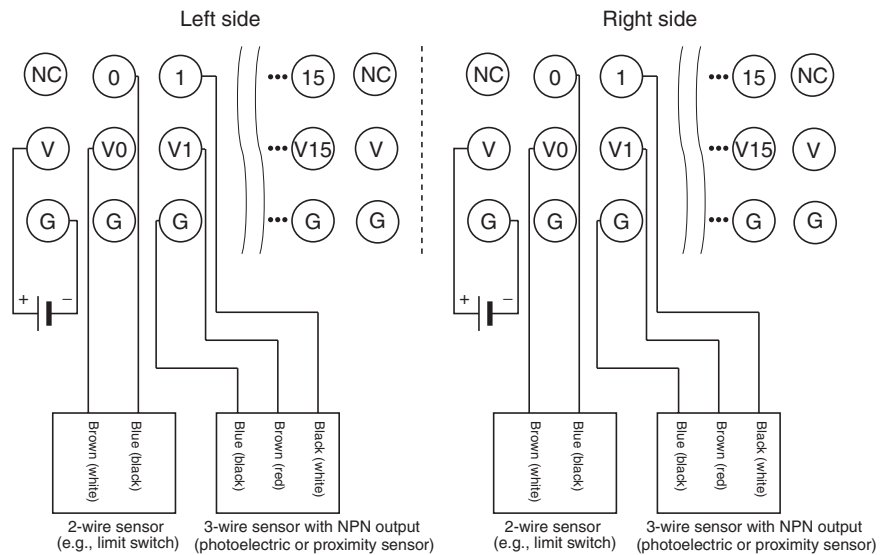 Left side Right side
NC 0 1 ••• 15 NC NC 0 1 ••• 15 NC
V V0 V1 ••• V15 V V V0 V1 ••• V15 V
G G G ••• G G G G G ••• G G
+ − + −
Brown (white) Blue (black) Blue (black) Brown (red) Black (white) Brown (white) Blue (black) Blue (black) Brown (red) Black (white)
2-wire sensor 3-wire sensor with NPN output 2-wire sensor 3-wire sensor with NPN output
(e.g., limit switch) (photoelectric or proximity sensor) (e.g., limit switch) (photoelectric or proximity sensor)